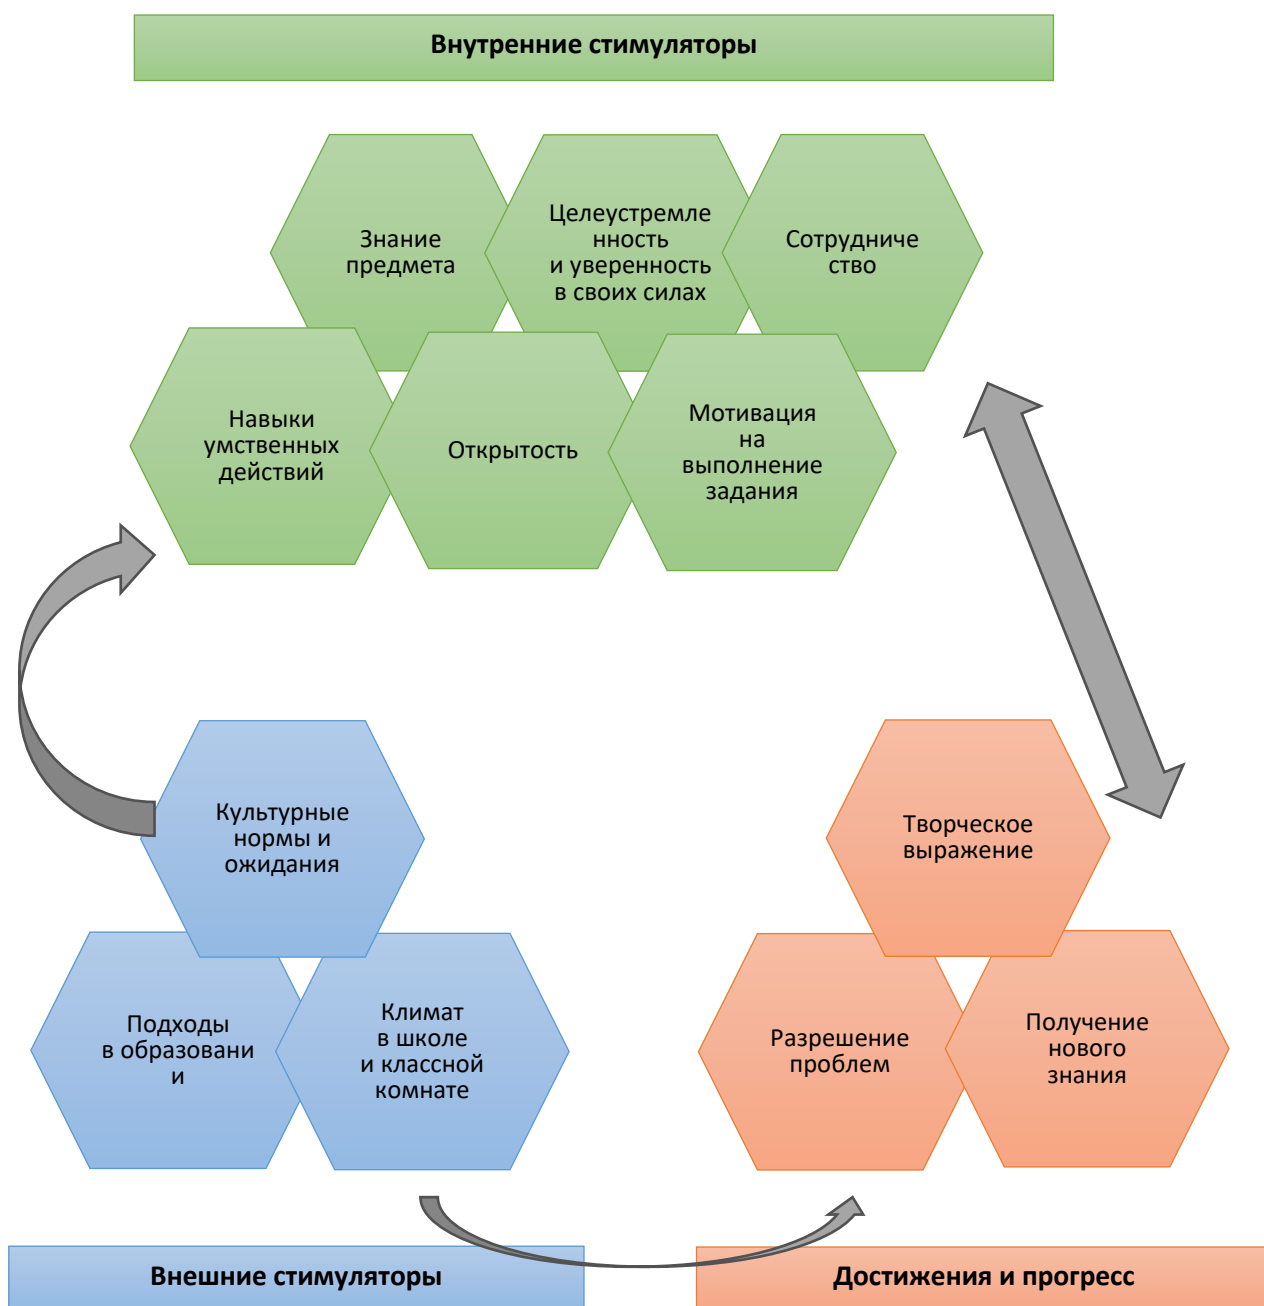 Внутренние стимуляторы
Знание
предмета
Целеустремле
нность
и уверенность
в своих силах
Сотрудниче
ство
Навыки
умственных
действий
Открытость
Мотивация
на
выполнение
задания
Культурные
нормы и
ожидания
Подходы
в образовани
и
Климат
в школе
и классной
комнате
Творческое
выражение
Разрешение
проблем
Получение
нового
знания
Внешние стимуляторы
Достижения и прогресс